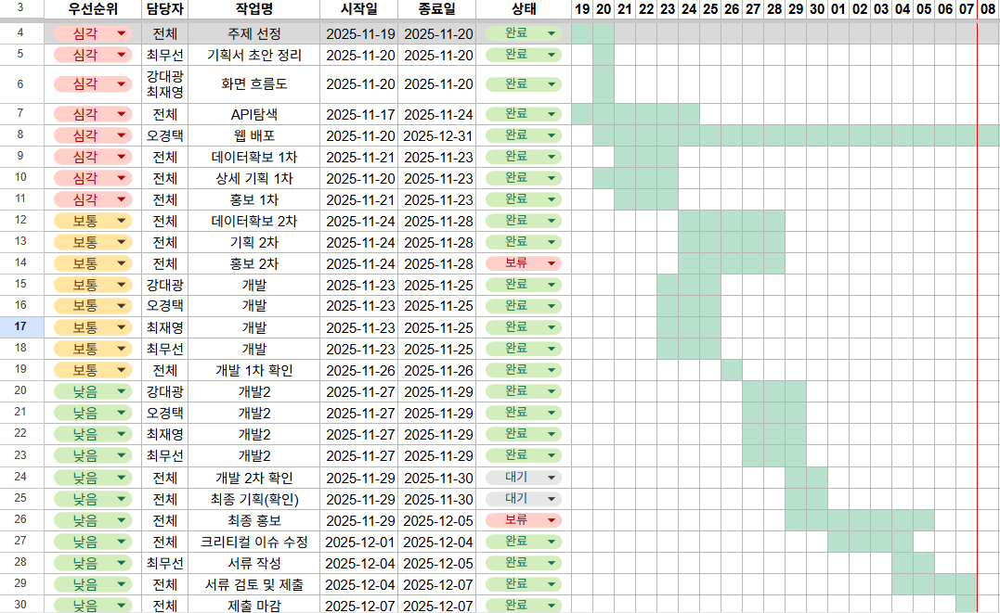 3 우선순위 담당자 작업명 시작일 종료일 상태 19 20 21 22 23 24 25 26 27 28 29 30 01 02 03 04 05 06 07 08
4 심각 전체 주제 선정 2025-11-19 2025-11-20 완료
5 심각 최무선 기획서 초안 정리 2025-11-20 2025-11-20 완료
6 심각 강대광 최재영 화면 흐름도 2025-11-20 2025-11-20 완료
7 심각 전체 API탐색 2025-11-17 2025-11-24 완료
8 심각 오경택 웹 배포 2025-11-20 2025-12-31 완료
9 심각 전체 데이터확보 1차 2025-11-21 2025-11-23 완료
10 심각 전체 상세 기획 1차 2025-11-20 2025-11-23 완료
11 심각 전체 홍보 1차 2025-11-21 2025-11-23 완료
12 보통 전체 데이터확보 2차 2025-11-24 2025-11-28 완료
13 보통 전체 기획 2차 2025-11-24 2025-11-28 완료
14 보통 전체 홍보 2차 2025-11-24 2025-11-28 보류
15 보통 강대광 개발 2025-11-23 2025-11-25 완료
16 보통 오경택 개발 2025-11-23 2025-11-25 완료
17 보통 최재영 개발 2025-11-23 2025-11-25 완료
18 보통 최무선 개발 2025-11-23 2025-11-25 완료
19 보통 전체 개발 1차 확인 2025-11-26 2025-11-26 완료
20 낮음 강대광 개발2 2025-11-27 2025-11-29 완료
21 낮음 오경택 개발2 2025-11-27 2025-11-29 완료
22 낮음 최재영 개발2 2025-11-27 2025-11-29 완료
23 낮음 최무선 개발2 2025-11-27 2025-11-29 완료
24 낮음 전체 개발 2차 확인 2025-11-29 2025-11-30 대기
25 낮음 전체 최종 기획(확인) 2025-11-29 2025-11-30 대기
26 낮음 전체 최종 홍보 2025-11-29 2025-12-05 보류
27 낮음 전체 크리티컬 이슈 수정 2025-12-01 2025-12-04 완료
28 낮음 최무선 서류 작성 2025-12-04 2025-12-05 완료
29 낮음 전체 서류 검토 및 제출 2025-12-04 2025-12-07 완료
30 낮음 전체 제출 마감 2025-12-07 2025-12-07 완료